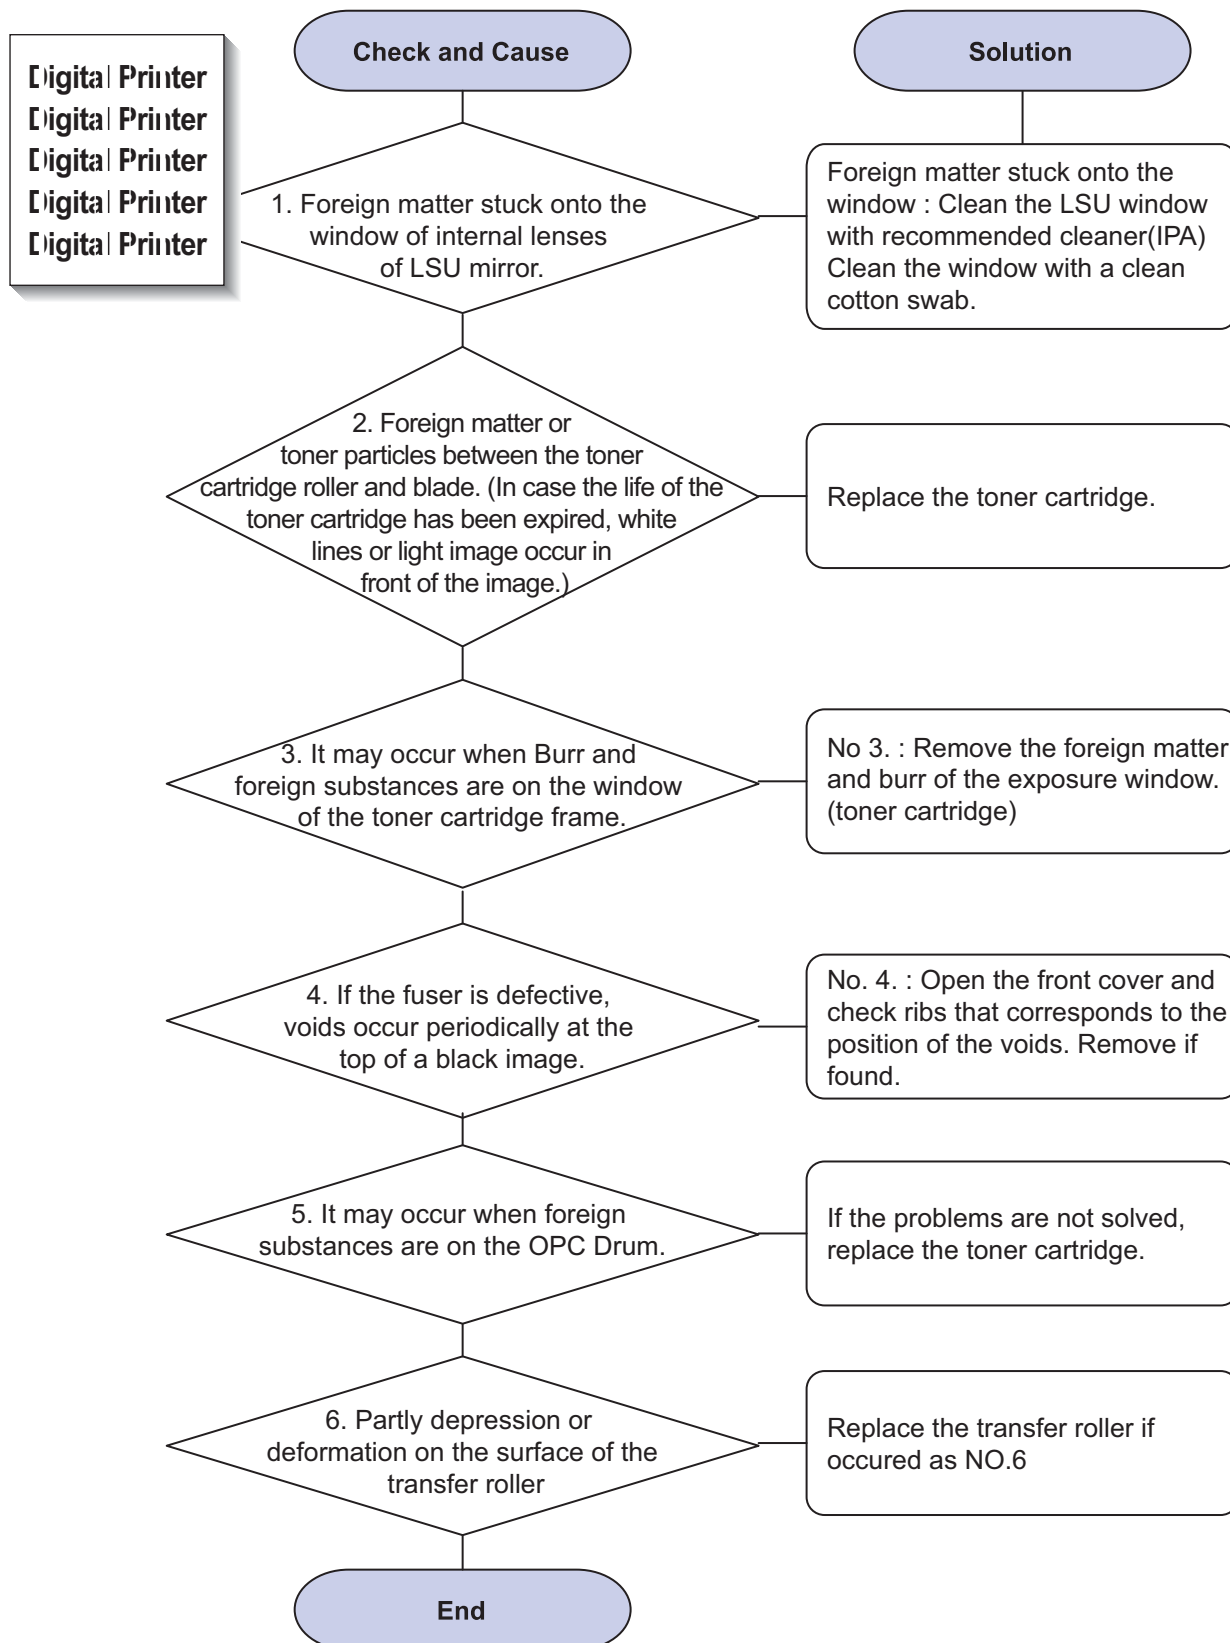 Digital Printer
Digital Printer
Digital Printer
Digital Printer
Digital Printer
Check and Cause
Solution
1. Foreign matter stuck onto the
window of internal lenses
of LSU mirror.
Foreign matter stuck onto the
window : Clean the LSU window
with recommended cleaner(IPA)
Clean the window with a clean
cotton swab.
2. Foreign matter or
toner particles between the toner
cartridge roller and blade. (In case the life of the
toner cartridge has been expired, white
lines or light image occur in
front of the image.)
Replace the toner cartridge.
3. It may occur when Burr and
foreign substances are on the window
of the toner cartridge frame.
No 3. : Remove the foreign matter
and burr of the exposure window.
(toner cartridge)
4. If the fuser is defective,
voids occur periodically at the
top of a black image.
No. 4. : Open the front cover and
check ribs that corresponds to the
position of the voids. Remove if
found.
5. It may occur when foreign
substances are on the OPC Drum.
If the problems are not solved,
replace the toner cartridge.
6. Partly depression or
deformation on the surface of the
transfer roller
Replace the transfer roller if
occured as NO.6
End